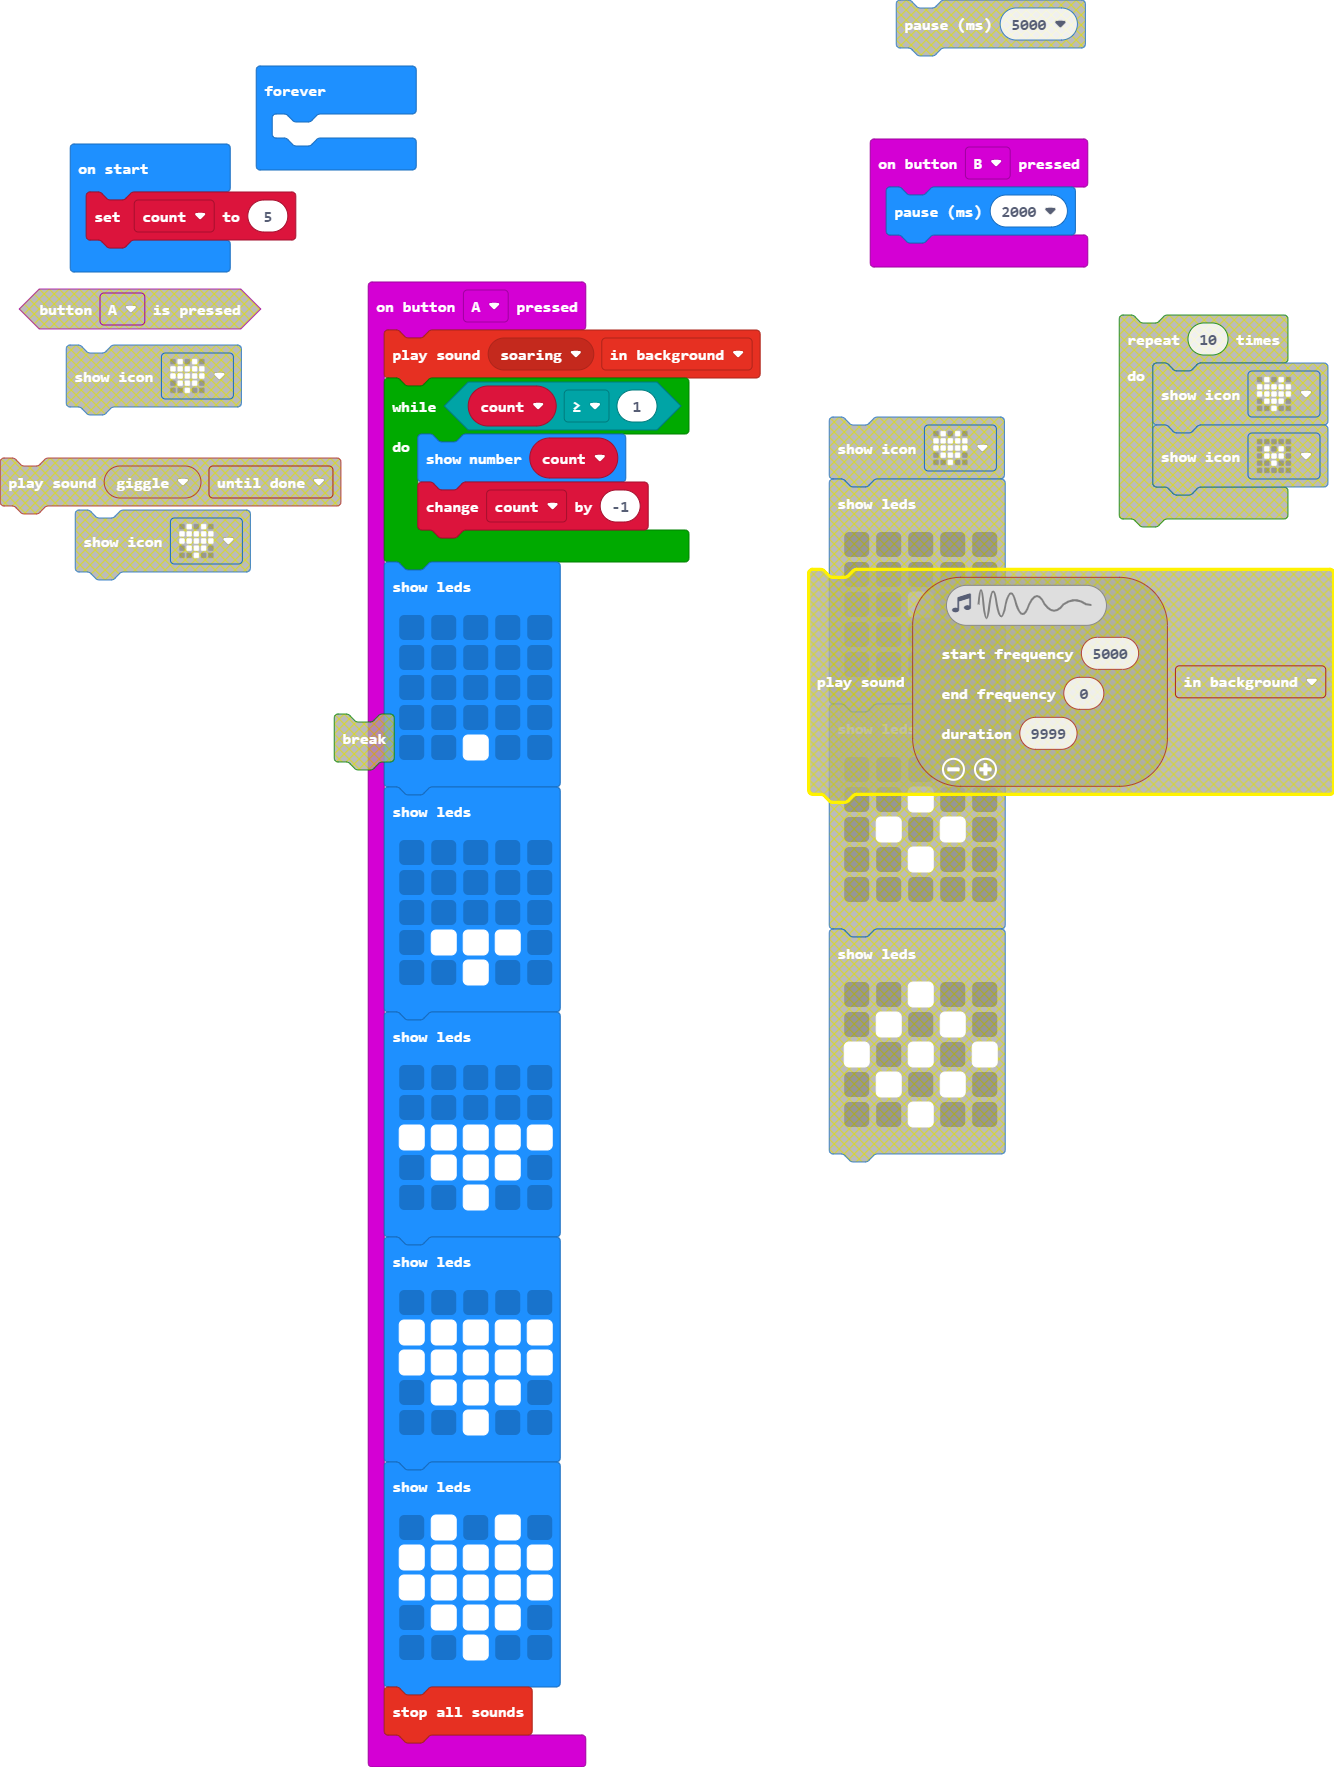 pause (ms) 5000
forever
on start
set count to 5
on button B pressed
pause (ms) 2000
button A is pressed
show icon
play sound giggle until done
show icon
on button A pressed
play sound soaring in background
while count ≥ 1
do
show number count
change count by -1
show leds
break
show leds
show leds
show leds
show leds
stop all sounds
repeat 10 times
do
show icon
show icon
show icon
show leds
play sound
start frequency 5000
end frequency 0
duration 9999
in background
show leds
show leds